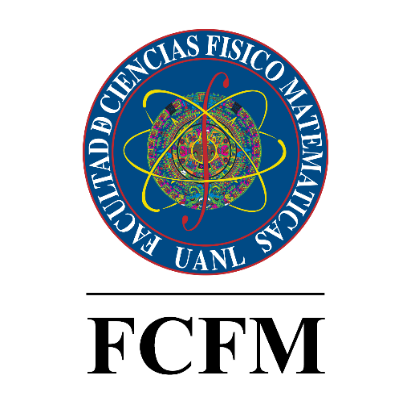 FACULTAD DE CIENCIAS FISICO MATEMATICAS
UANL
FCFM